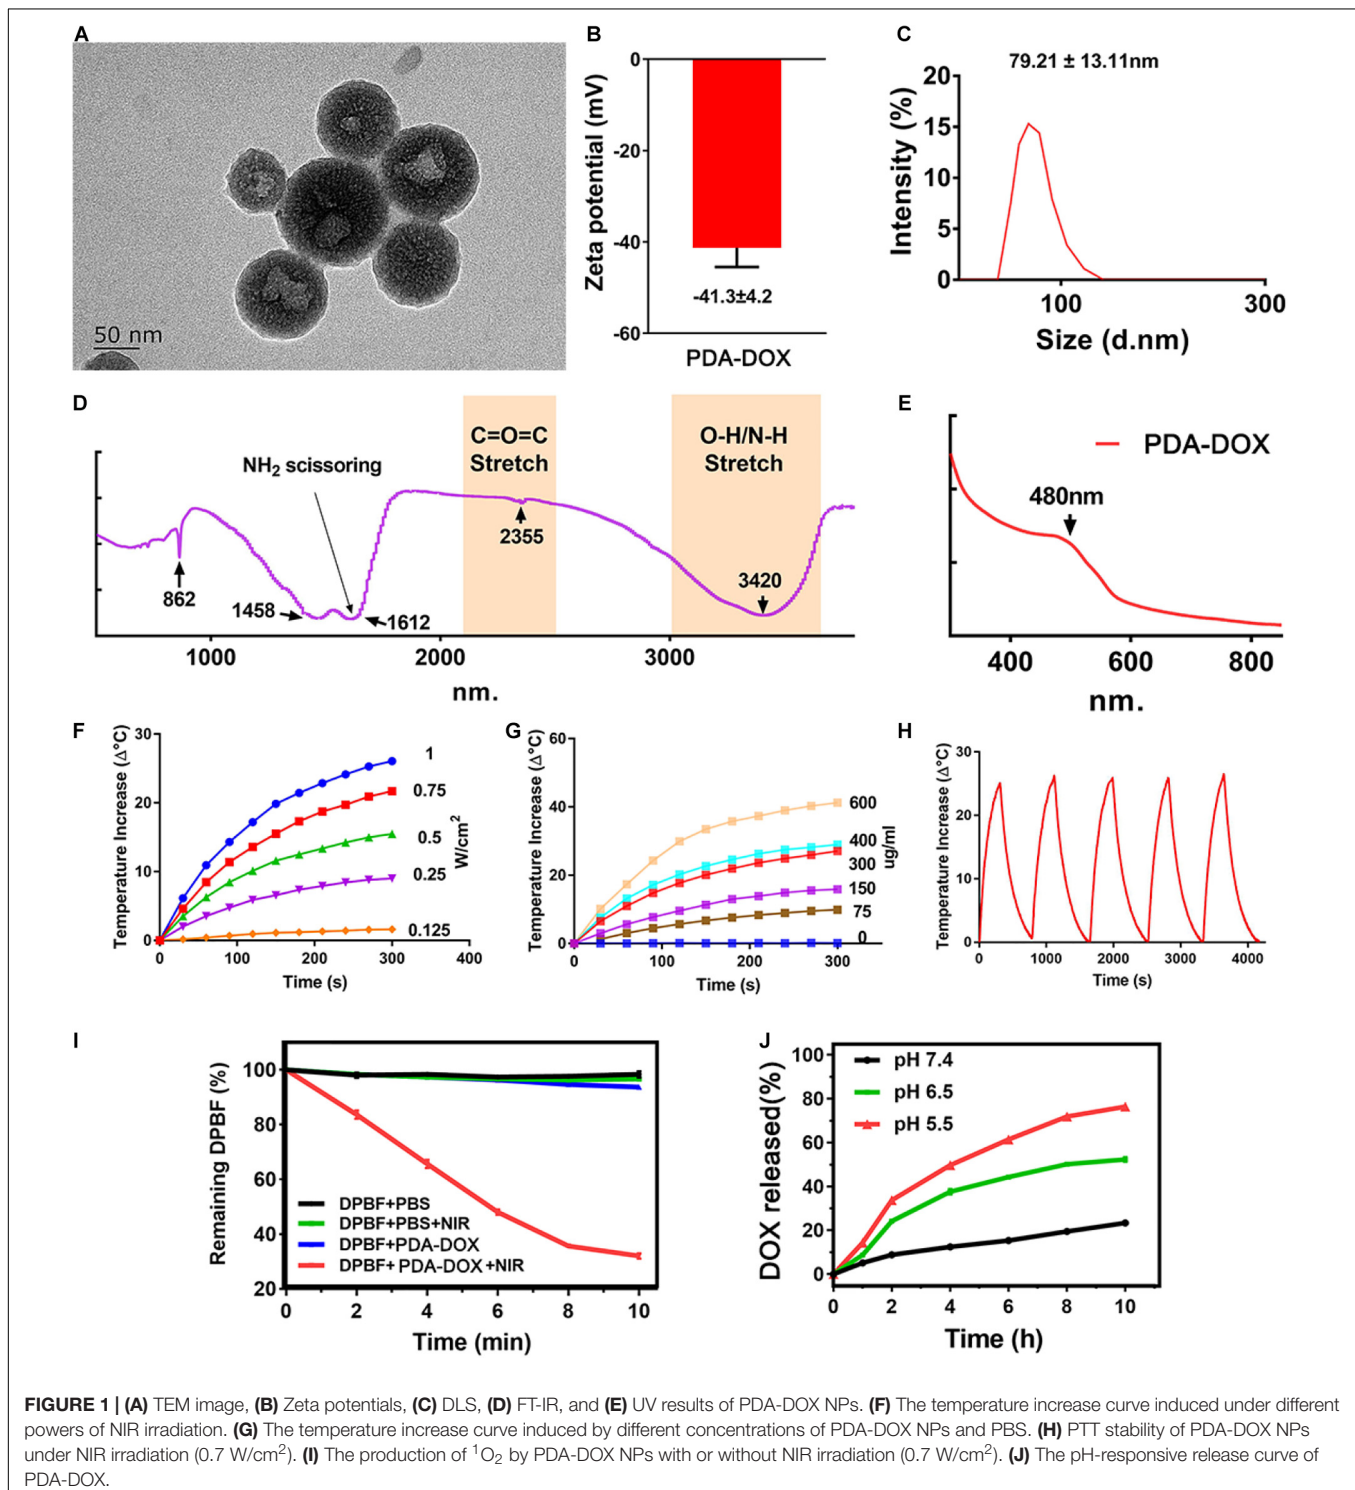 A
50 nm
B
Zeta potential (mV)
0
-20
-40
-60
-41.3±4.2
PDA-DOX
C
79.21 ± 13.11nm
Intensity (%)
20
15
10
5
0
100
300
Size (d.nm)
D
NH2 scissoring
C=O=C
Stretch
O-H/N-H
Stretch
862
1458
1612
2355
3420
1000
2000
3000
nm.
E
PDA-DOX
480nm
400
600
800
nm.
F
Temperature Increase (Δ°C)
30
20
10
0
1
0.75
0.5
0.25
0.125
W/cm²
0
100
200
300
400
Time (s)
G
Temperature Increase (Δ°C)
60
40
20
0
600
400
300
150
75
0
ug/ml
0
100
200
300
Time (s)
H
Temperature Increase (Δ°C)
30
20
10
0
0
1000
2000
3000
4000
Time (s)
I
Remaining DPBF (%)
100
80
60
40
20
DPBF+PBS
DPBF+PBS+NIR
DPBF+PDA-DOX
DPBF+PDA-DOX+NIR
0
2
4
6
8
10
Time (min)
J
DOX released(%)
100
80
60
40
20
0
pH 7.4
pH 6.5
pH 5.5
0
2
4
6
8
10
Time (h)
FIGURE 1 | (A) TEM image, (B) Zeta potentials, (C) DLS, (D) FT-IR, and (E) UV results of PDA-DOX NPs. (F) The temperature increase curve induced under different
powers of NIR irradiation. (G) The temperature increase curve induced by different concentrations of PDA-DOX NPs and PBS. (H) PTT stability of PDA-DOX NPs
under NIR irradiation (0.7 W/cm²). (I) The production of ¹O₂ by PDA-DOX NPs with or without NIR irradiation (0.7 W/cm²). (J) The pH-responsive release curve of
PDA-DOX.